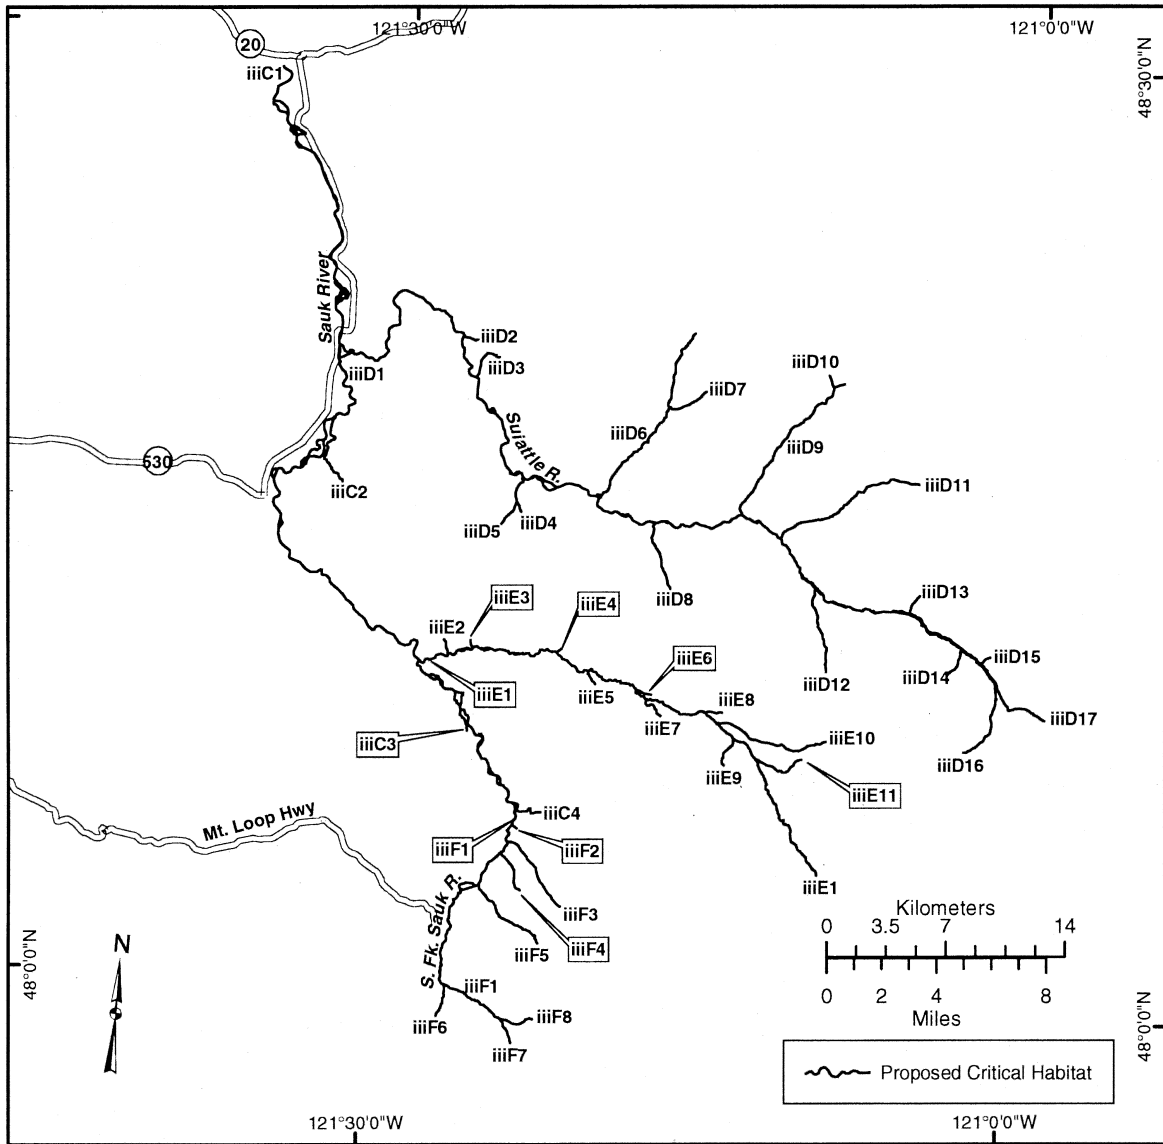 121°30'0"W
121°0'0"W
20
iiiC1
48°30'0"N
Sauk River
iiiD2
iiiD3
iiiD1
iiiD10
iiiD7
iiiD6
iiiD9
Suiattle R.
530
iiiC2
iiiD11
iiiD5
iiiD4
iiiD8
iiiE3
iiiE4
iiiD13
iiiE2
iiiE6
iiiD15
iiiD14
iiiD12
iiiE1
iiiE5
iiiE8
iiiD17
iiiE7
iiiC3
iiiE10
iiiD16
iiiE9
iiiE11
Mt. Loop Hwy
iiiC4
iiiF1
iiiF2
iiiE1
S. Fk. Sauk R.
iiiF3
iiiF4
iiiF5
Kilometers
0 3.5 7 14
48°0'0"N
N
iiiF1
iiiF6
iiiF8
iiiF7
0 2 4 8
Miles
48°0'0"N
Proposed Critical Habitat
121°30'0"W
121°0'0"W